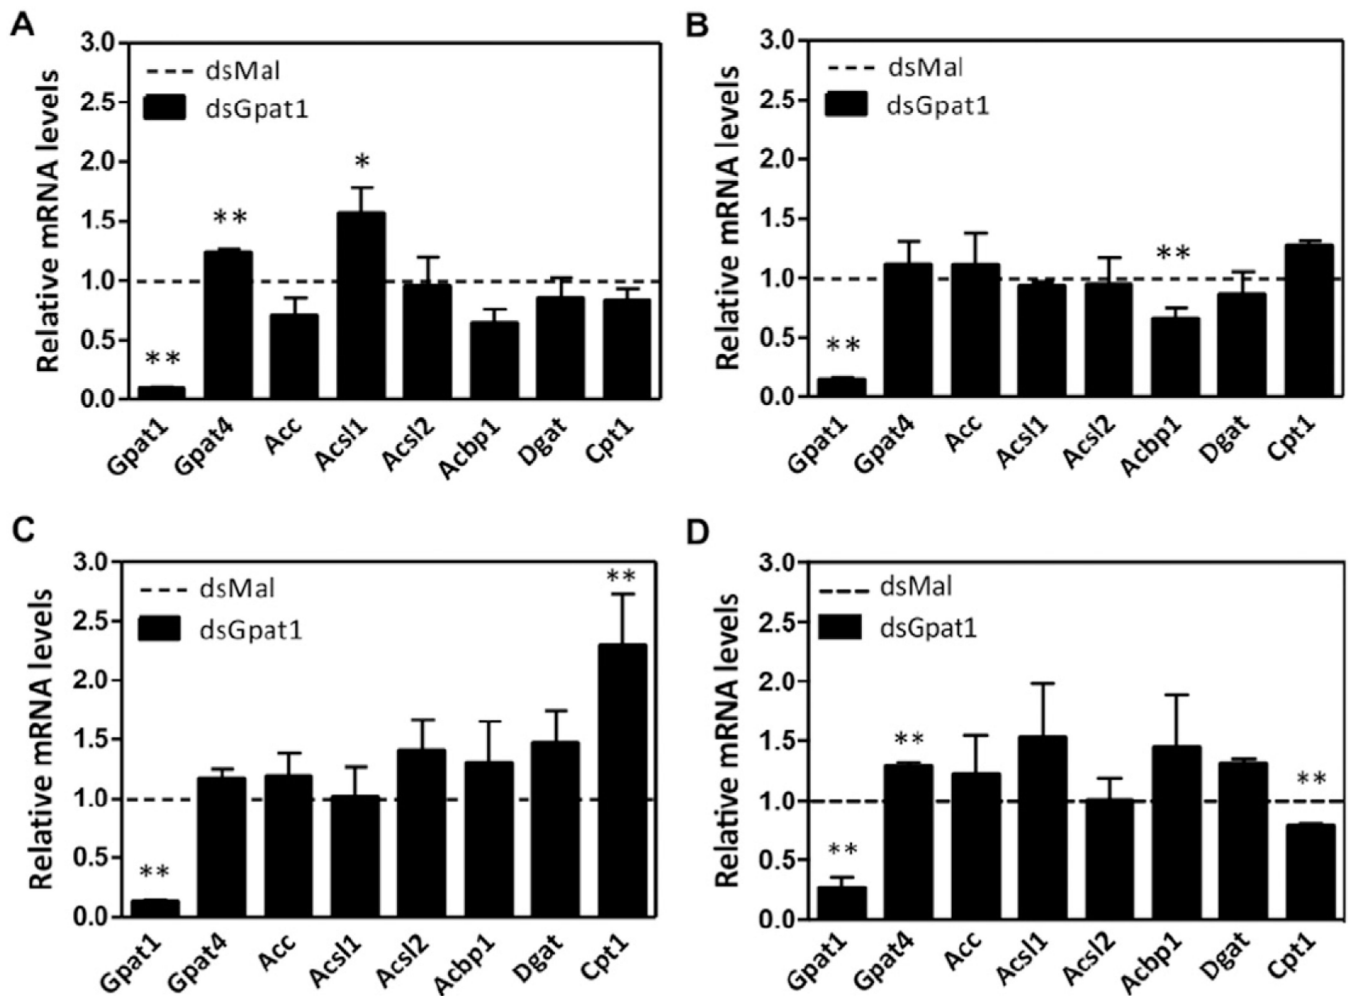 A
3.0
2.5
2.0
1.5
1.0
0.5
0.0
Relative mRNA levels
dsMal
dsGpat1
**
**
*
Gpat1 Gpat4 Acc Acsl1 Acsl2 Acbp1 Dgat Cpt1
B
3.0
2.5
2.0
1.5
1.0
0.5
0.0
Relative mRNA levels
dsMal
dsGpat1
**
**
Gpat1 Gpat4 Acc Acsl1 Acsl2 Acbp1 Dgat Cpt1
C
3.0
2.5
2.0
1.5
1.0
0.5
0.0
Relative mRNA levels
dsMal
dsGpat1
**
**
Gpat1 Gpat4 Acc Acsl1 Acsl2 Acbp1 Dgat Cpt1
D
3.0
2.5
2.0
1.5
1.0
0.5
0.0
Relative mRNA levels
dsMal
dsGpat1
**
**
**
Gpat1 Gpat4 Acc Acsl1 Acsl2 Acbp1 Dgat Cpt1